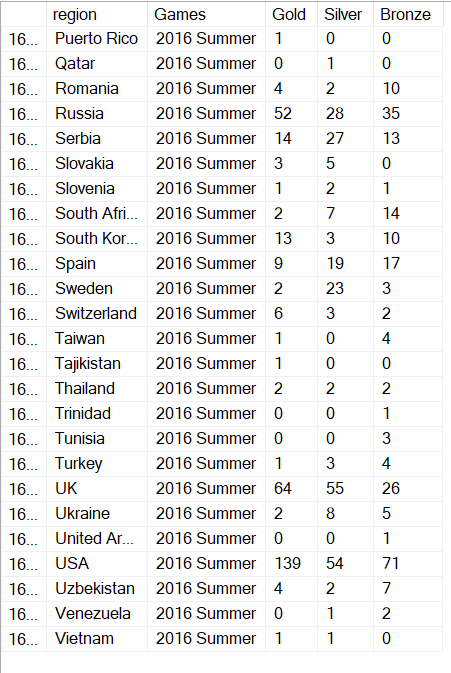 region Games Gold Silver Bronze
16... Puerto Rico 2016 Summer 1 0 0
16... Qatar 2016 Summer 0 1 0
16... Romania 2016 Summer 4 2 10
16... Russia 2016 Summer 52 28 35
16... Serbia 2016 Summer 14 27 13
16... Slovakia 2016 Summer 3 5 0
16... Slovenia 2016 Summer 1 2 1
16... South Afri... 2016 Summer 2 7 14
16... South Kor... 2016 Summer 13 3 10
16... Spain 2016 Summer 9 19 17
16... Sweden 2016 Summer 2 23 3
16... Switzerland 2016 Summer 6 3 2
16... Taiwan 2016 Summer 1 0 4
16... Tajikistan 2016 Summer 1 0 0
16... Thailand 2016 Summer 2 2 2
16... Trinidad 2016 Summer 0 0 1
16... Tunisia 2016 Summer 0 0 3
16... Turkey 2016 Summer 1 3 4
16... UK 2016 Summer 64 55 26
16... Ukraine 2016 Summer 2 8 5
16... United Ar... 2016 Summer 0 0 1
16... USA 2016 Summer 139 54 71
16... Uzbekistan 2016 Summer 4 2 7
16... Venezuela 2016 Summer 0 1 2
16... Vietnam 2016 Summer 1 1 0